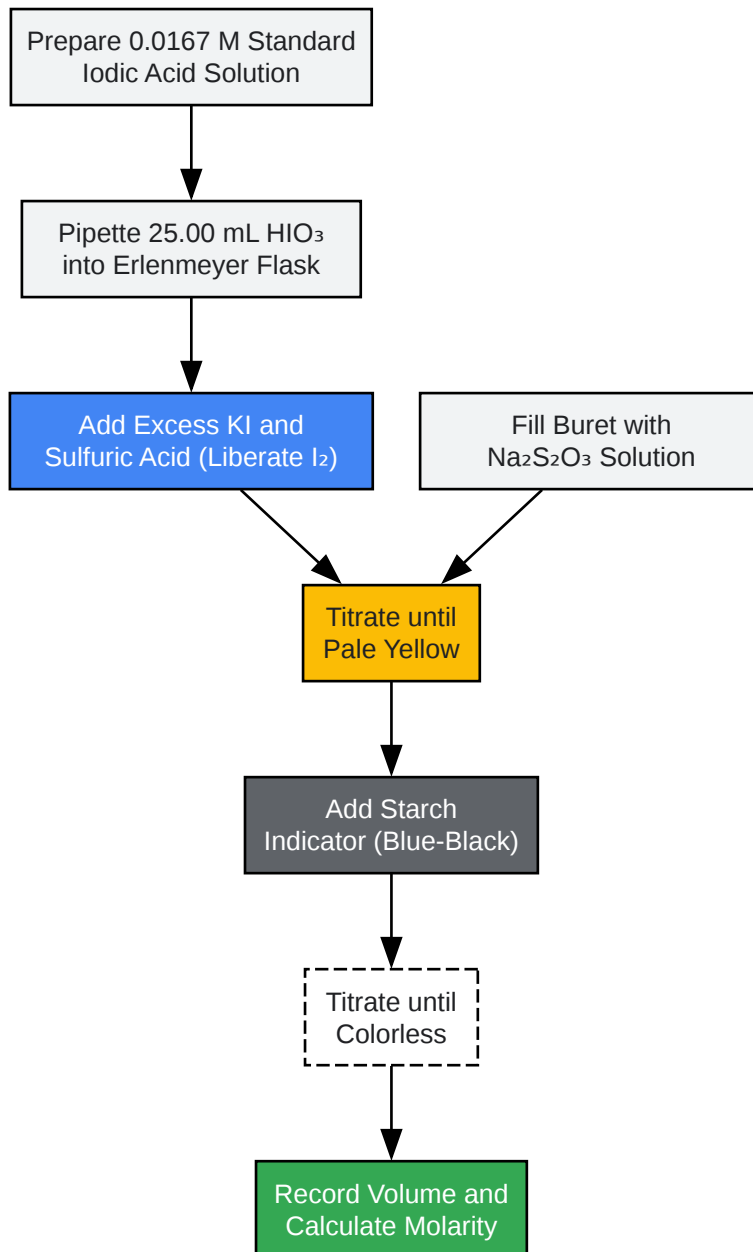 Prepare 0.0167 M Standard
Iodic Acid Solution
Pipette 25.00 mL HIO₃
into Erlenmeyer Flask
Add Excess KI and
Sulfuric Acid (Liberate I₂)
Fill Buret with
Na₂S₂O₃ Solution
Titrate until
Pale Yellow
Add Starch
Indicator (Blue-Black)
Titrate until
Colorless
Record Volume and
Calculate Molarity